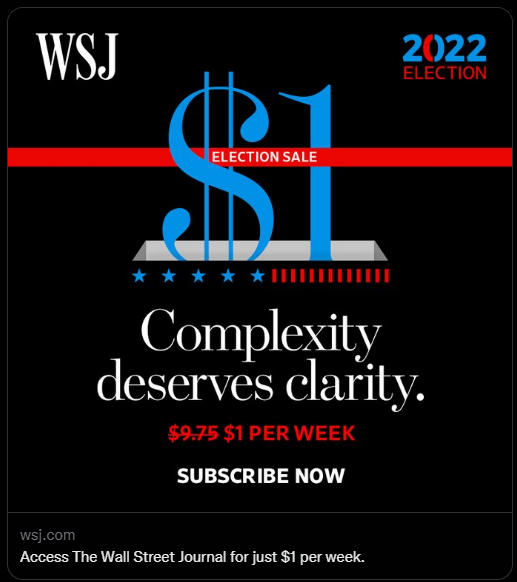 WSJ
2022
ELECTION
$1
ELECTION SALE
Complexity
deserves clarity.
$9.75 $1 PER WEEK
SUBSCRIBE NOW
wsj.com
Access The Wall Street Journal for just $1 per week.